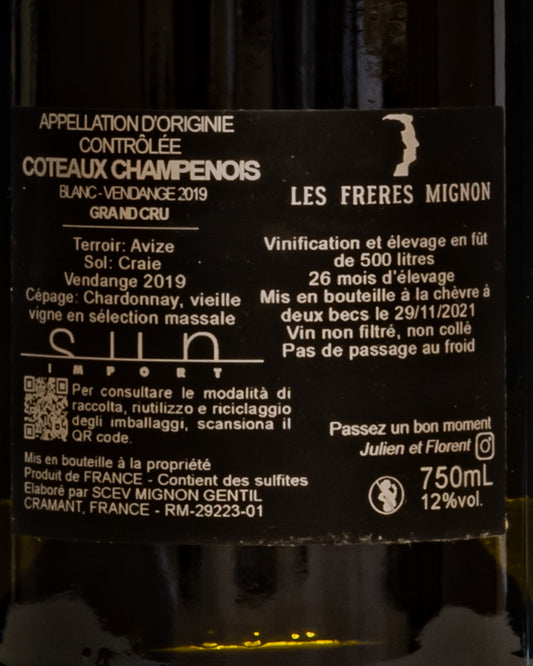 APPELLATION D'ORIGINIE
CONTRÔLÉE
COTEAUX CHAMPENOIS
BLANC-VENDANGE 2019
GRAND CRU
Terroir: Avize
Sol: Craie
Vendange 2019
Cépage: Chardonnay, vieille
vigne en sélection massale
sun
IMPORT
Per consultare le modalità di
raccolta, riutilizzo e riciclaggio
degli imballaggi, scansiona il
QR code.
Mis en bouteille à la propriété
Produit de FRANCE - Contient des sulfites
Elaboré par SCEV MIGNON GENTIL
CRAMANT, FRANCE - RM-29223-01
LES FRERES MIGNON
Vinification et élevage en fût
de 500 litres
26 mois d'élevage
Mis en bouteille à la chèvre à
deux becs le 29/11/2021
Vin non filtré, non collé
Pas de passage au froid
Passez un bon moment
Julien et Florent
750mL
12%vol.